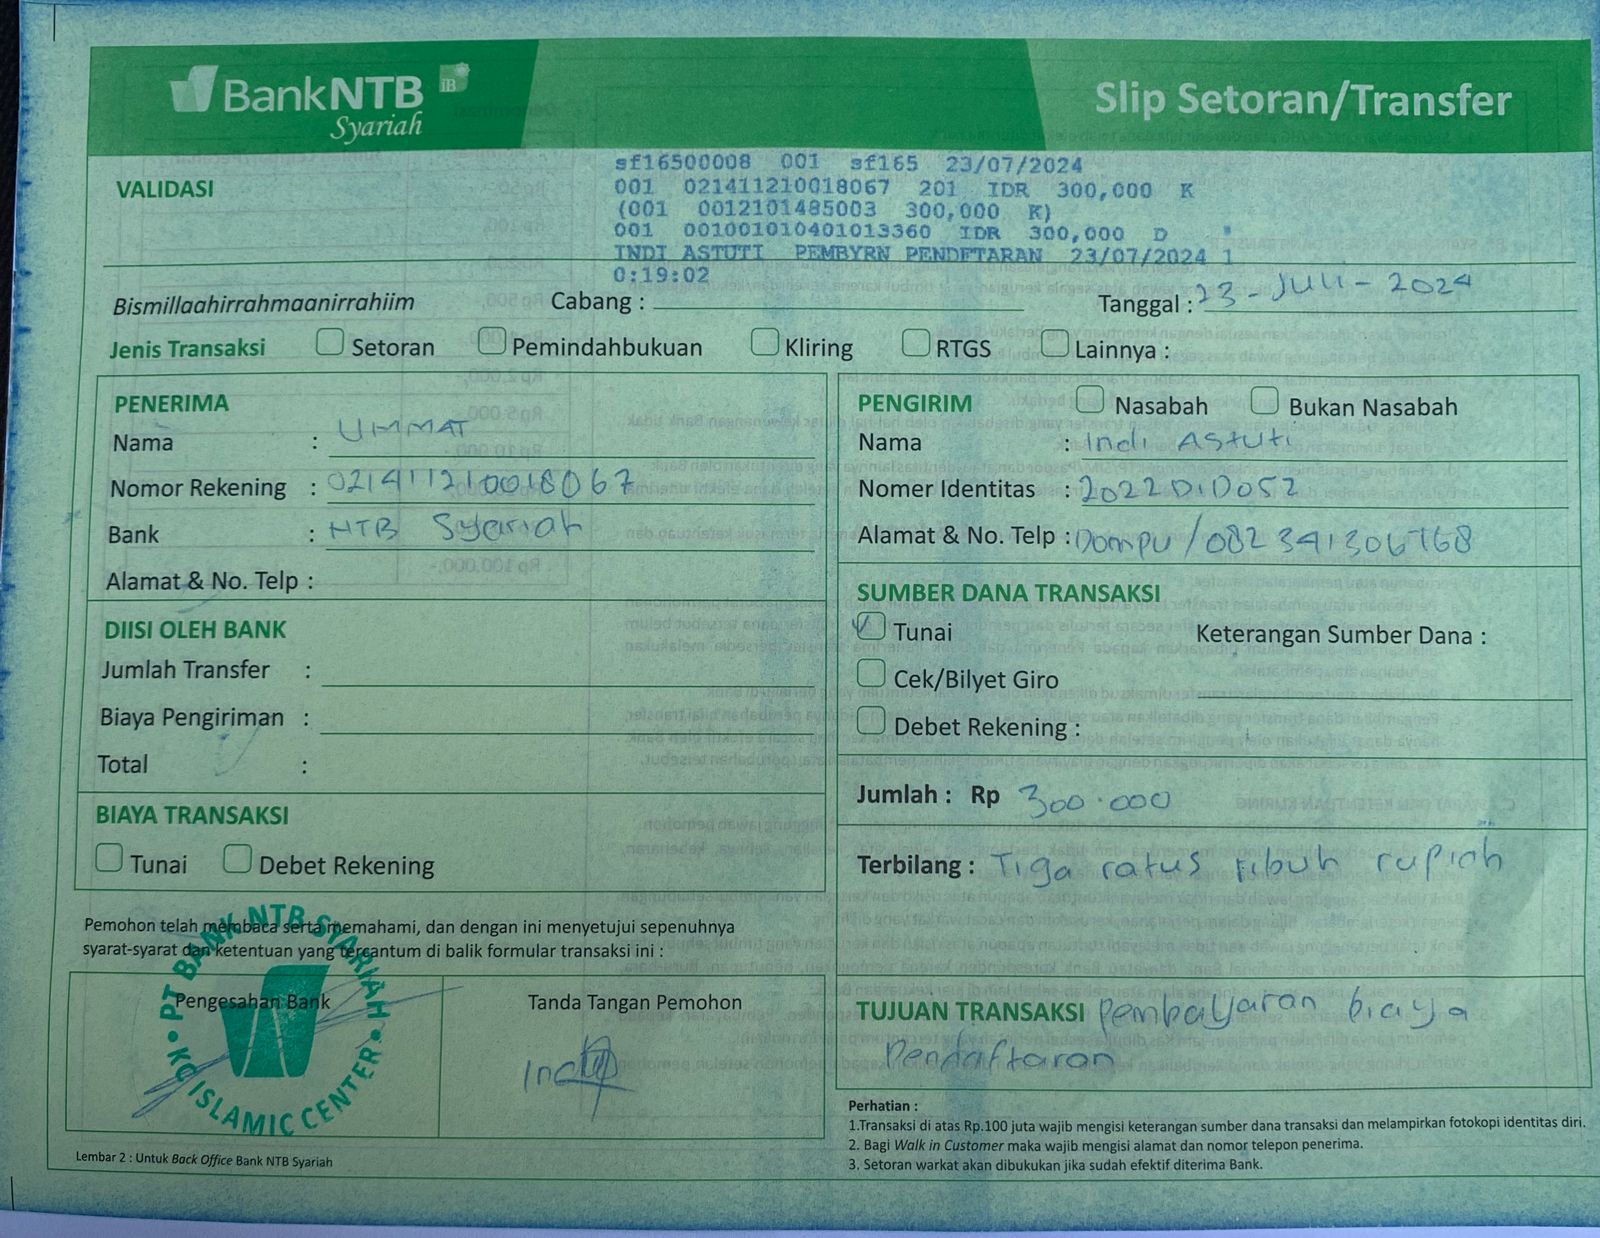 BankNTB iB
Syariah
Slip Setoran/Transfer
VALIDASI
sf16500008 001 sf165 23/07/2024
001 021411210018067 201 IDR 300,000 K
(001 0012101485003 300,000 K)
001 001001010401013360 IDR 300,000 D
INDI ASTUTI PEMBYRN PENDFTARAN 23/07/2024 1
0:19:02
Bismillaahirrahmaanirrahiim
Cabang :
Tanggal : 23-Juli-2024
Jenis Transaksi Setoran Pemindahbukuan Kliring RTGS Lainnya :
PENERIMA
Nama : UMMAT
Nomor Rekening : 021411210018067
Bank : NTB Syariah
Alamat & No. Telp :
DIISI OLEH BANK
Jumlah Transfer :
Biaya Pengiriman :
Total :
BIAYA TRANSAKSI
Tunai Debet Rekening
PENGIRIM Nasabah Bukan Nasabah
Nama : Indi Astuti
Nomer Identitas : 2022D1D052
Alamat & No. Telp : Dompu / 082341306768
SUMBER DANA TRANSAKSI
Tunai Keterangan Sumber Dana :
Cek/Bilyet Giro
Debet Rekening :
Jumlah : Rp 300.000
Terbilang : Tiga ratus ribuh rupiah
TUJUAN TRANSAKSI Pembayaran biaya
Pendaftaran
Pemohon telah membaca serta memahami, dan dengan ini menyetujui sepenuhnya
syarat-syarat dan ketentuan yang tercantum di balik formular transaksi ini :
Pengesahan Bank
PT BANK NTB SYARIAH
KC ISLAMIC CENTER
Tanda Tangan Pemohon
Lembar 2 : Untuk Back Office Bank NTB Syariah
Perhatian :
1.Transaksi di atas Rp.100 juta wajib mengisi keterangan sumber dana transaksi dan melampirkan fotokopi identitas diri.
2. Bagi Walk in Customer maka wajib mengisi alamat dan nomor telepon penerima.
3. Setoran warkat akan dibukukan jika sudah efektif diterima Bank.